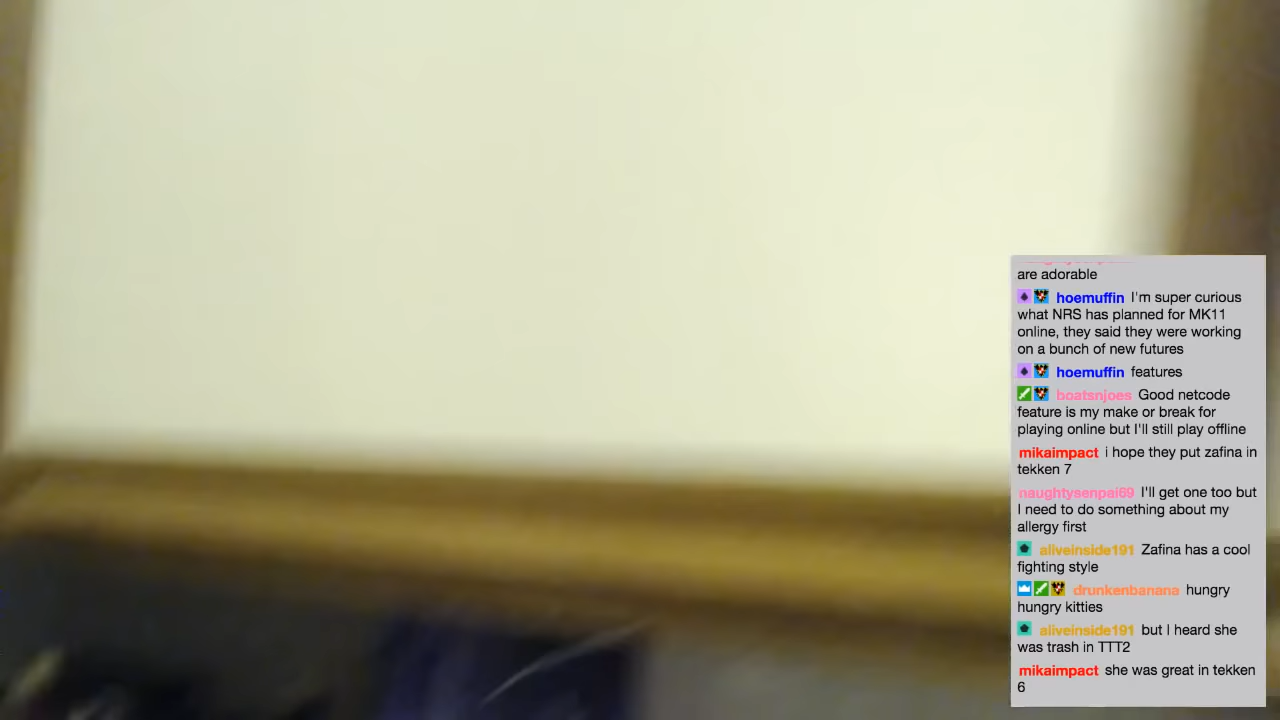 are adorable
hoemuffin I'm super curious
what NRS has planned for MK11
online, they said they were working
on a bunch of new futures
hoemuffin features
boatsnjoes Good netcode
feature is my make or break for
playing online but I'll still play offline
mikaimpact i hope they put zafina in
tekken 7
naughtysenpai69 I'll get one too but
I need to do something about my
allergy first
aliveinside191 Zafina has a cool
fighting style
drunkenbanana hungry
hungry kitties
aliveinside191 but I heard she
was trash in TTT2
mikaimpact she was great in tekken
6